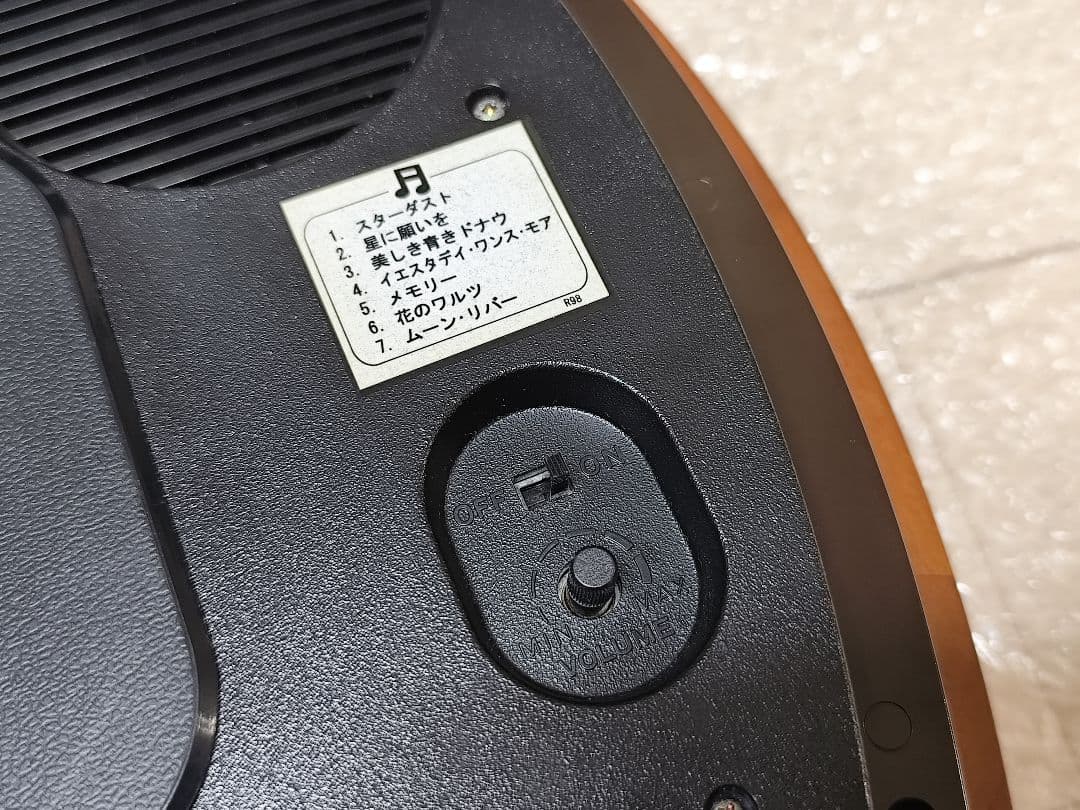 1. スターダスト
2. 星に願いを
3. 美しき青きドナウ
4. イエスタデイ・ワンス・モア
5. メモリー
6. 花のワルツ
7. ムーン・リバー
R98
OFF ON
MIN MAX
VOLUME